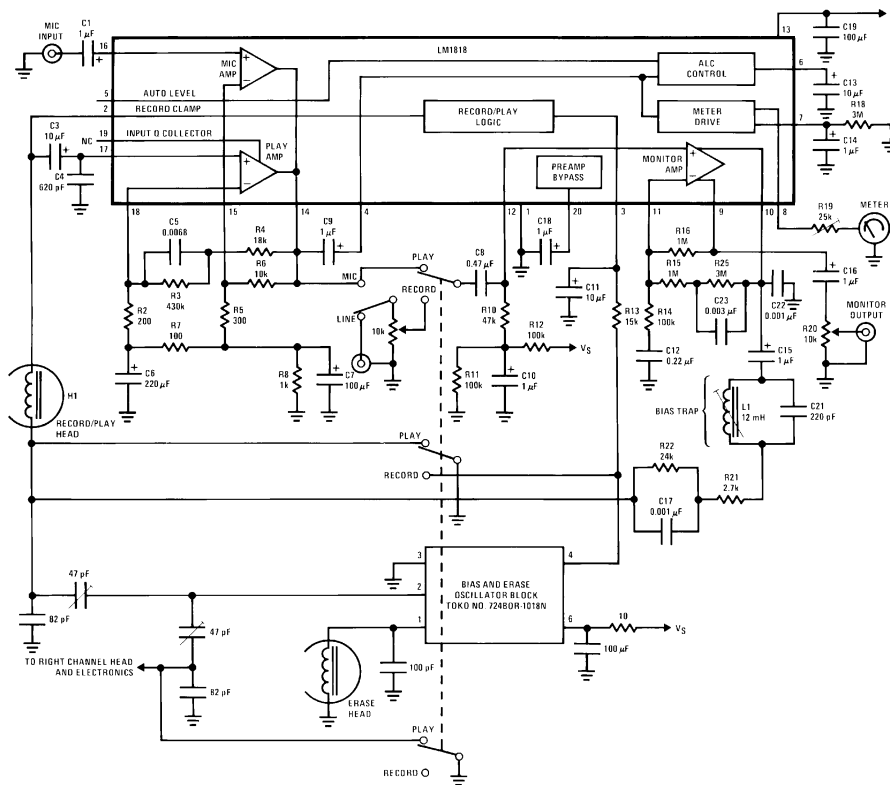 MIC
INPUT
C1
1 μF
16
LM1818
13
C19
100 μF
MIC
AMP
5
AUTO LEVEL
2
RECORD CLAMP
ALC
CONTROL
6
C13
10 μF
C3
10 μF
19
NC
INPUT Q COLLECTOR
17
PLAY
AMP
RECORD/PLAY
LOGIC
METER
DRIVE
7
R18
3M
C14
1 μF
C4
620 pF
PREAMP
BYPASS
MONITOR
AMP
18
15
14
4
12
1
20
3
11
9
10
8
C5
0.0068
R4
18k
C9
1 μF
C18
1 μF
R19
25k
METER
R6
10k
R3
430k
MIC
PLAY
C8
0.47 μF
R16
1M
R15
1M
R25
3M
C16
1 μF
C11
10 μF
RECORD
R2
200
R7
100
R5
300
LINE
10k
R10
47k
R12
100k
VS
R13
15k
R14
100k
C23
0.003 μF
C22
0.001 μF
R20
10k
MONITOR
OUTPUT
C6
220 μF
R8
1k
C7
100 μF
R11
100k
C10
1 μF
C12
0.22 μF
C15
1 μF
H1
RECORD/PLAY
HEAD
BIAS TRAP
L1
12 mH
C21
220 pF
PLAY
RECORD
R22
24k
R21
2.7k
C17
0.001 μF
47 pF
82 pF
3
2
1
BIAS AND ERASE
OSCILLATOR BLOCK
TOKO NO. 724BOR-1018N
4
6
10
VS
100 μF
47 pF
TO RIGHT CHANNEL HEAD
AND ELECTRONICS
82 pF
100 pF
ERASE
HEAD
PLAY
RECORD